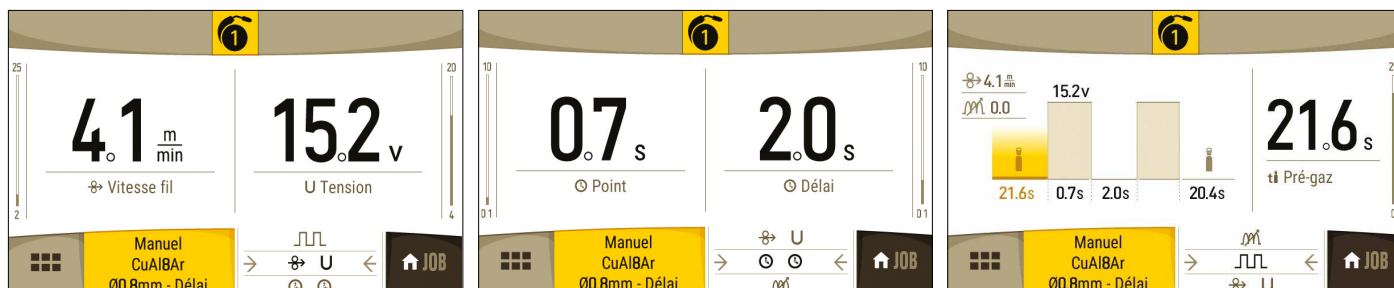 1
25
20
4.1 m/min
15.2 V
Vitesse fil
U Tension
2
4
Manuel
CuAl8Ar
Ø0.8mm - Délai
U
JOB
1
10
10
0.7 s
2.0 s
Point
Délai
0.1
0.1
Manuel
CuAl8Ar
Ø0.8mm - Délai
U
JOB
1
4.1 m/min
0.0
15.2v
21.6 s
t Pré-gaz
21.6s
0.7s
2.0s
20.4s
Manuel
CuAl8Ar
Ø0.8mm - Délai
U
JOB